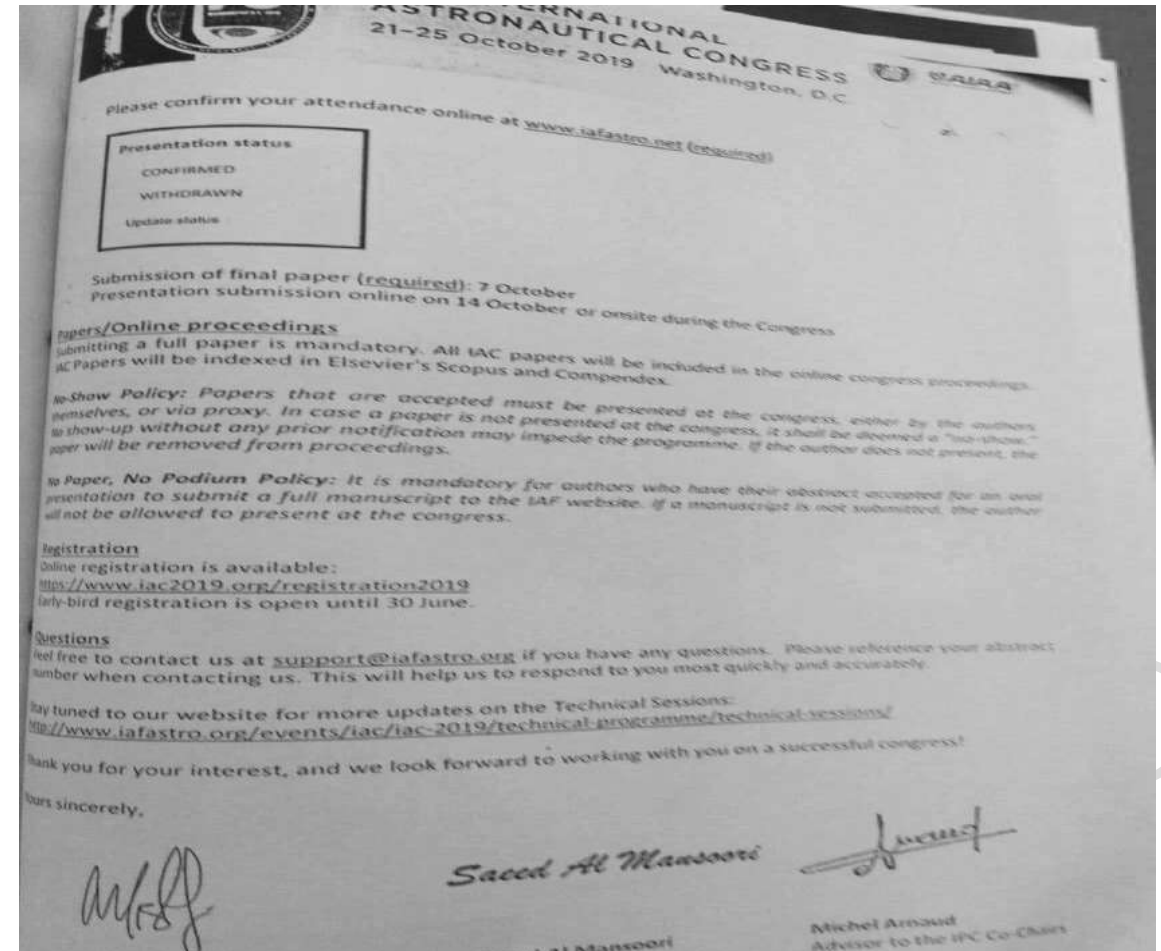 ASTRONAUTICAL CONGRESS
21–25 October 2019 Washington, D.C.
AIAA
Please confirm your attendance online at www.iafastro.net (required)
Presentation status
CONFIRMED
WITHDRAWN
Update status
Submission of final paper (required): 7 October
Presentation submission online on 14 October or onsite during the Congress
Papers/Online proceedings
Submitting a full paper is mandatory. All IAC papers will be included in the online congress proceedings.
IAC Papers will be indexed in Elsevier's Scopus and Compendex.
No-Show Policy: Papers that are accepted must be presented at the congress, either by the authors
themselves, or via proxy. In case a paper is not presented at the congress, it shall be deemed a "no-show."
No show-up without any prior notification may impede the programme. If the author does not present, the
paper will be removed from proceedings.
No Paper, No Podium Policy: It is mandatory for authors who have their abstract accepted for an oral
presentation to submit a full manuscript to the IAF website. If a manuscript is not submitted, the author
will not be allowed to present at the congress.
Registration
Online registration is available:
https://www.iac2019.org/registration2019
Early-bird registration is open until 30 June.
Questions
Feel free to contact us at support@iafastro.org if you have any questions. Please reference your abstract
number when contacting us. This will help us to respond to you most quickly and accurately.
Stay tuned to our website for more updates on the Technical Sessions:
http://www.iafastro.org/events/iac/iac-2019/technical-programme/technical-sessions/
Thank you for your interest, and we look forward to working with you on a successful congress!
Yours sincerely,
Saeed Al Mansoori
Al Mansoori
Michel Arnaud
Advisor to the IPC Co-Chairs